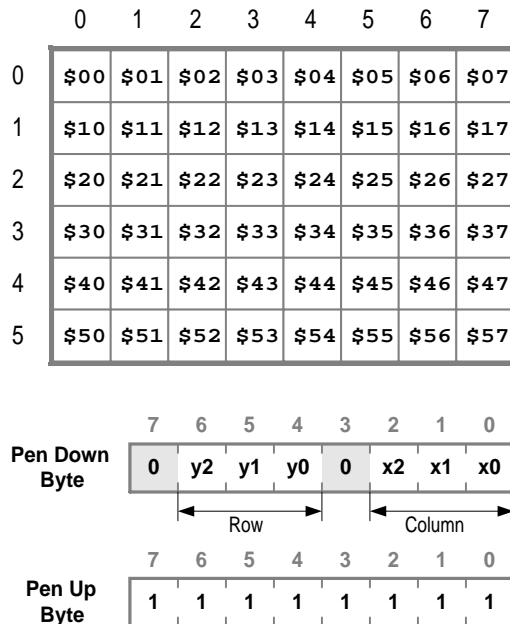 0 1 2 3 4 5 6 7
0 $00 $01 $02 $03 $04 $05 $06 $07
1 $10 $11 $12 $13 $14 $15 $16 $17
2 $20 $21 $22 $23 $24 $25 $26 $27
3 $30 $31 $32 $33 $34 $35 $36 $37
4 $40 $41 $42 $43 $44 $45 $46 $47
5 $50 $51 $52 $53 $54 $55 $56 $57
7 6 5 4 3 2 1 0
Pen Down
Byte
0 y2 y1 y0 0 x2 x1 x0
Row Column
7 6 5 4 3 2 1 0
Pen Up
Byte
1 1 1 1 1 1 1 1